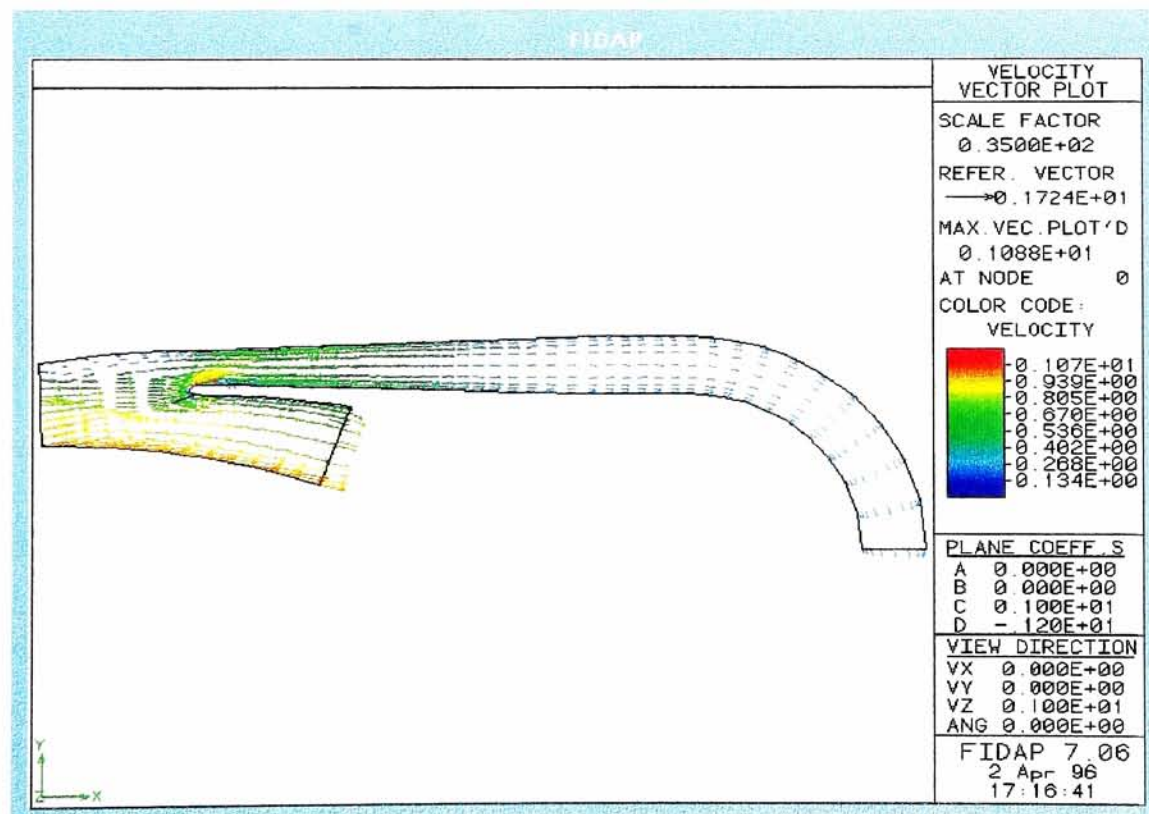 FIDAP
VELOCITY
VECTOR PLOT
SCALE FACTOR
0.3500E+02
REFER. VECTOR
0.1724E+01
MAX.VEC.PLOT'D
0.1088E+01
AT NODE 0
COLOR CODE:
VELOCITY
0.107E+01
0.939E+00
0.805E+00
0.670E+00
0.536E+00
0.402E+00
0.268E+00
0.134E+00
PLANE COEFF.S
A 0.000E+00
B 0.000E+00
C 0.100E+01
D -.120E+01
VIEW DIRECTION
VX 0.000E+00
VY 0.000E+00
VZ 0.100E+01
ANG 0.000E+00
FIDAP 7.06
2 Apr 96
17:16:41
Y
Z X